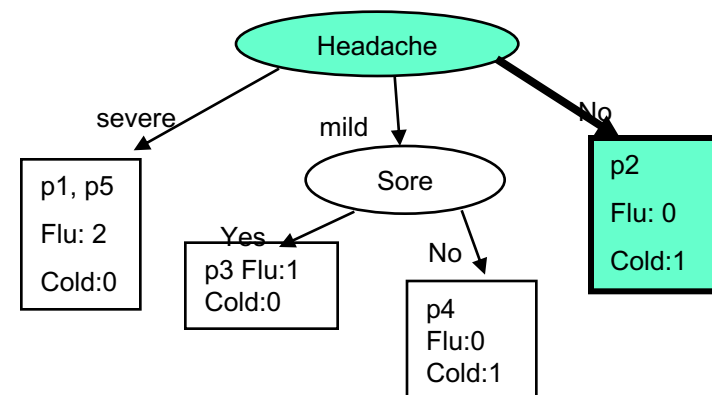 Headache
severe
mild
No
p1, p5
Flu: 2
Cold:0
Sore
p2
Flu: 0
Cold:1
Yes
No
p3 Flu:1
Cold:0
p4
Flu:0
Cold:1